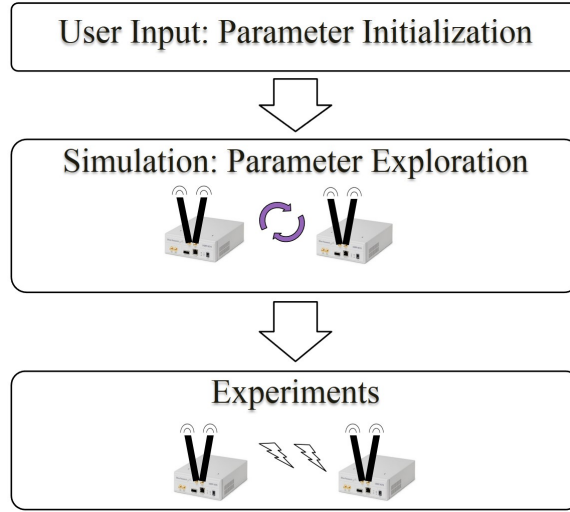 User Input: Parameter Initialization
Simulation: Parameter Exploration
Experiments